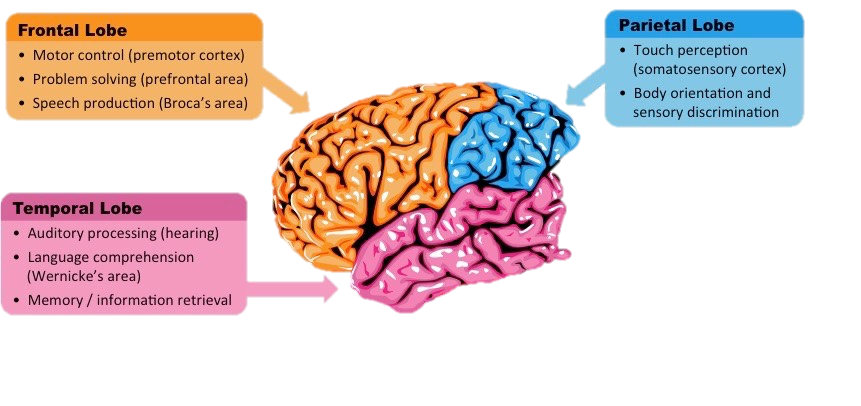 Frontal Lobe
• Motor control (premotor cortex)
• Problem solving (prefrontal area)
• Speech production (Broca’s area)
Parietal Lobe
• Touch perception
(somatosensory cortex)
• Body orientation and
sensory discrimination
Temporal Lobe
• Auditory processing (hearing)
• Language comprehension
(Wernicke’s area)
• Memory / information retrieval